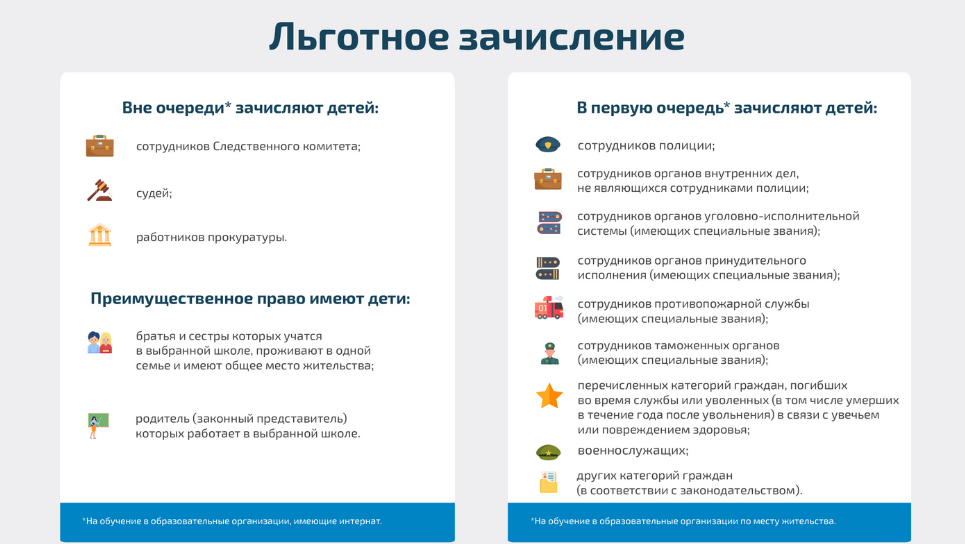 Льготное зачисление
Вне очереди* зачисляют детей:
сотрудников Следственного комитета;
судей;
работников прокуратуры.
Преимущественное право имеют дети:
братья и сестры которых учатся
в выбранной школе, проживают в одной
семье и имеют общее место жительства;
родитель (законный представитель)
которых работает в выбранной школе.
*На обучение в образовательные организации, имеющие интернат.
В первую очередь* зачисляют детей:
сотрудников полиции;
сотрудников органов внутренних дел,
не являющихся сотрудниками полиции;
сотрудников органов уголовно-исполнительной
системы (имеющих специальные звания);
сотрудников органов принудительного
исполнения (имеющих специальные звания);
01
сотрудников противопожарной службы
(имеющих специальные звания);
сотрудников таможенных органов
(имеющих специальные звания);
перечисленных категорий граждан, погибших
во время службы или уволенных (в том числе умерших
в течение года после увольнения) в связи с увечьем
или повреждением здоровья;
военнослужащих;
других категорий граждан
(в соответствии с законодательством).
*На обучение в образовательные организации по месту жительства.